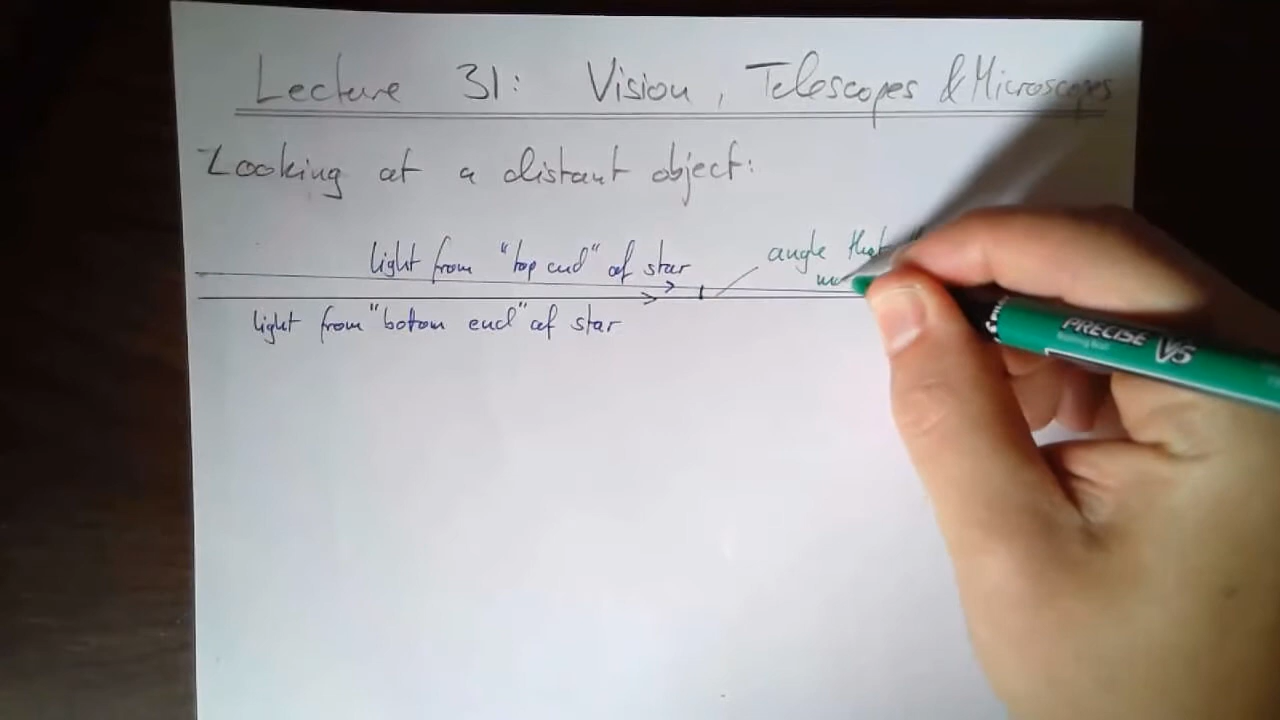 Lecture 31: Vision, Telescopes & Microscopes
Looking at a distant object:
light from "top end" of star
angle that
light from "bottom end" of star
PRECISE V5